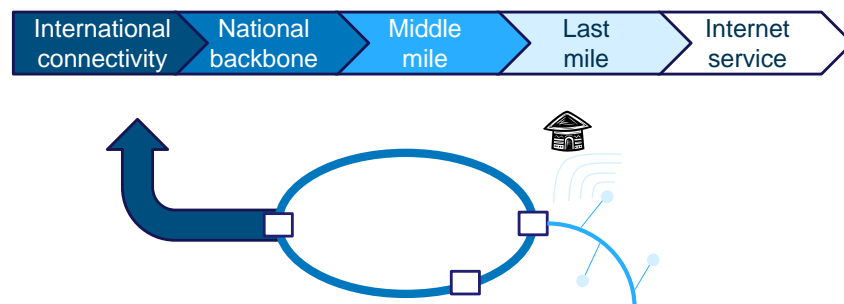 International
connectivity
National
backbone
Middle
mile
Last
mile
Internet
service